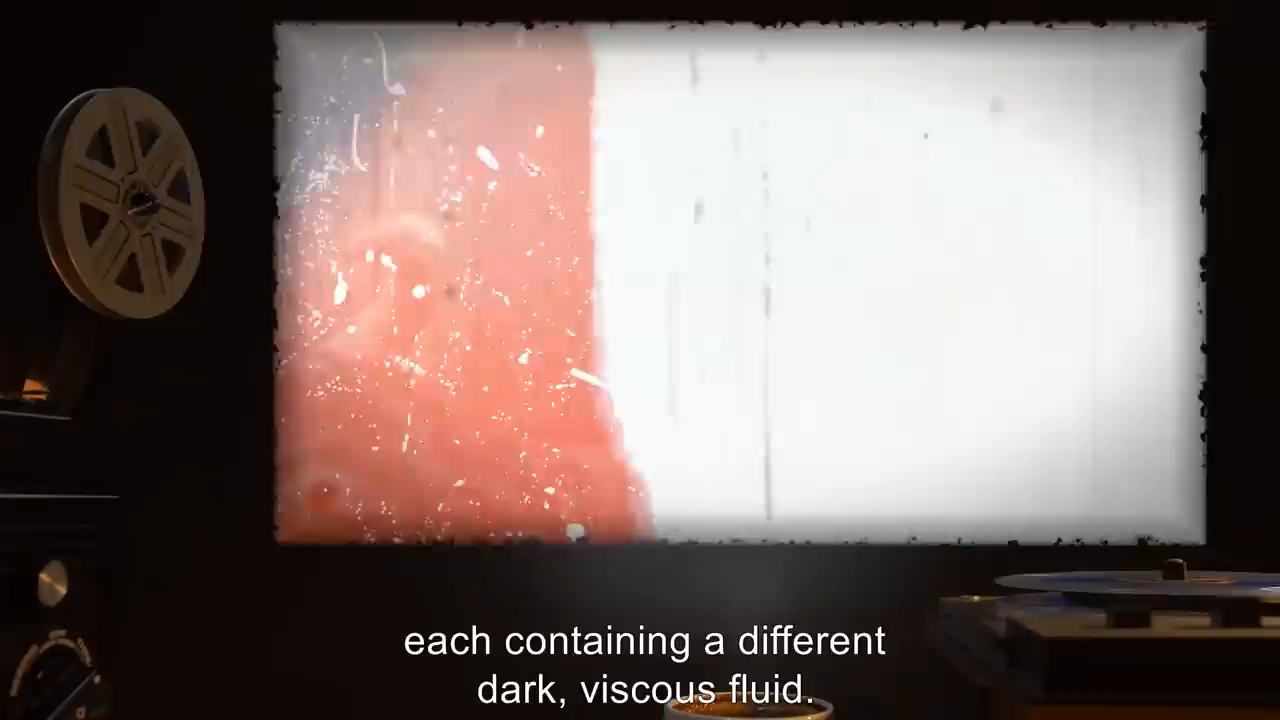 each containing a different
dark, viscous fluid.